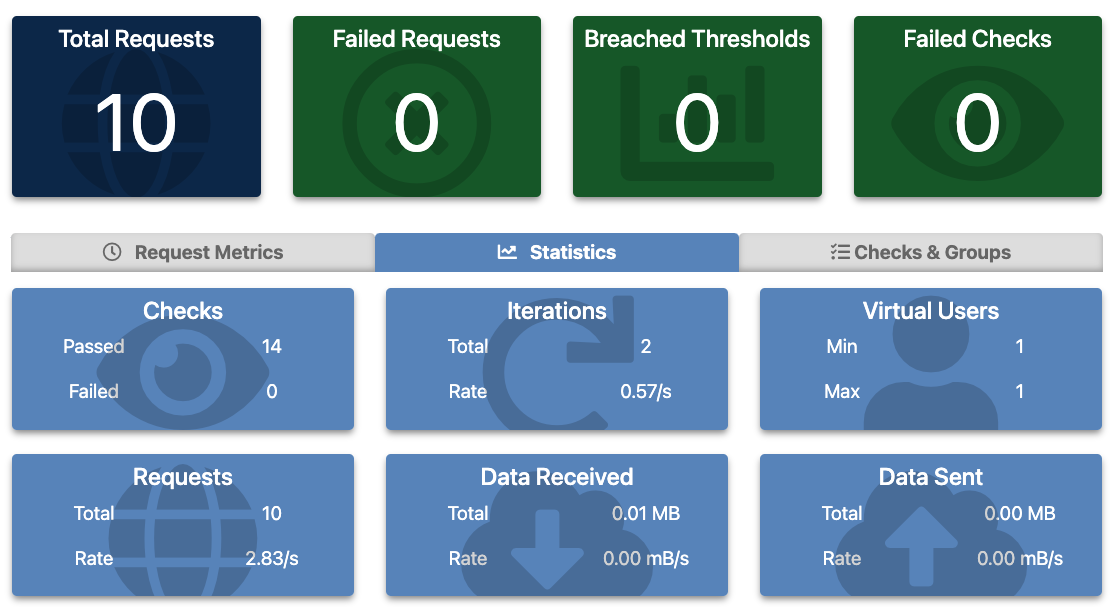 Total Requests
10
Failed Requests
0
Breached Thresholds
0
Failed Checks
0
Request Metrics
Statistics
Checks & Groups
Checks
Passed 14
Failed 0
Iterations
Total 2
Rate 0.57/s
Virtual Users
Min 1
Max 1
Requests
Total 10
Rate 2.83/s
Data Received
Total 0.01 MB
Rate 0.00 mB/s
Data Sent
Total 0.00 MB
Rate 0.00 mB/s